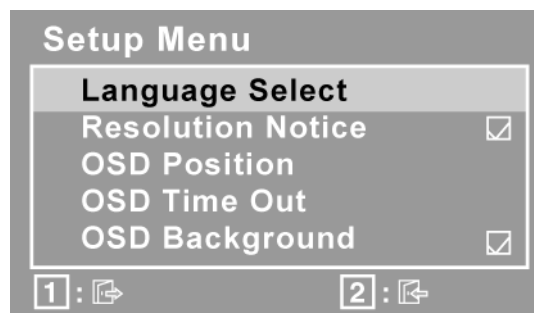 Setup Menu
Language Select
Resolution Notice
OSD Position
OSD Time Out
OSD Background
1 : 2 :